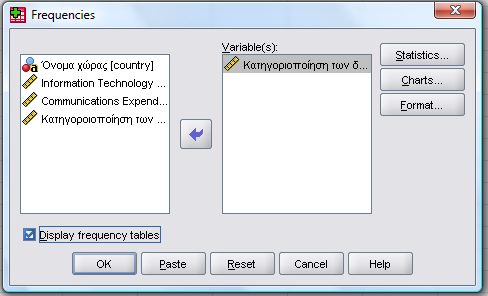 Frequencies
Όνομα χώρας [country]
Information Technology ...
Communications Expend...
Κατηγοροιοποίηση των ...
Variable(s):
Κατηγοριοποίηση των δ...
Statistics...
Charts...
Format...
Display frequency tables
OK
Paste
Reset
Cancel
Help